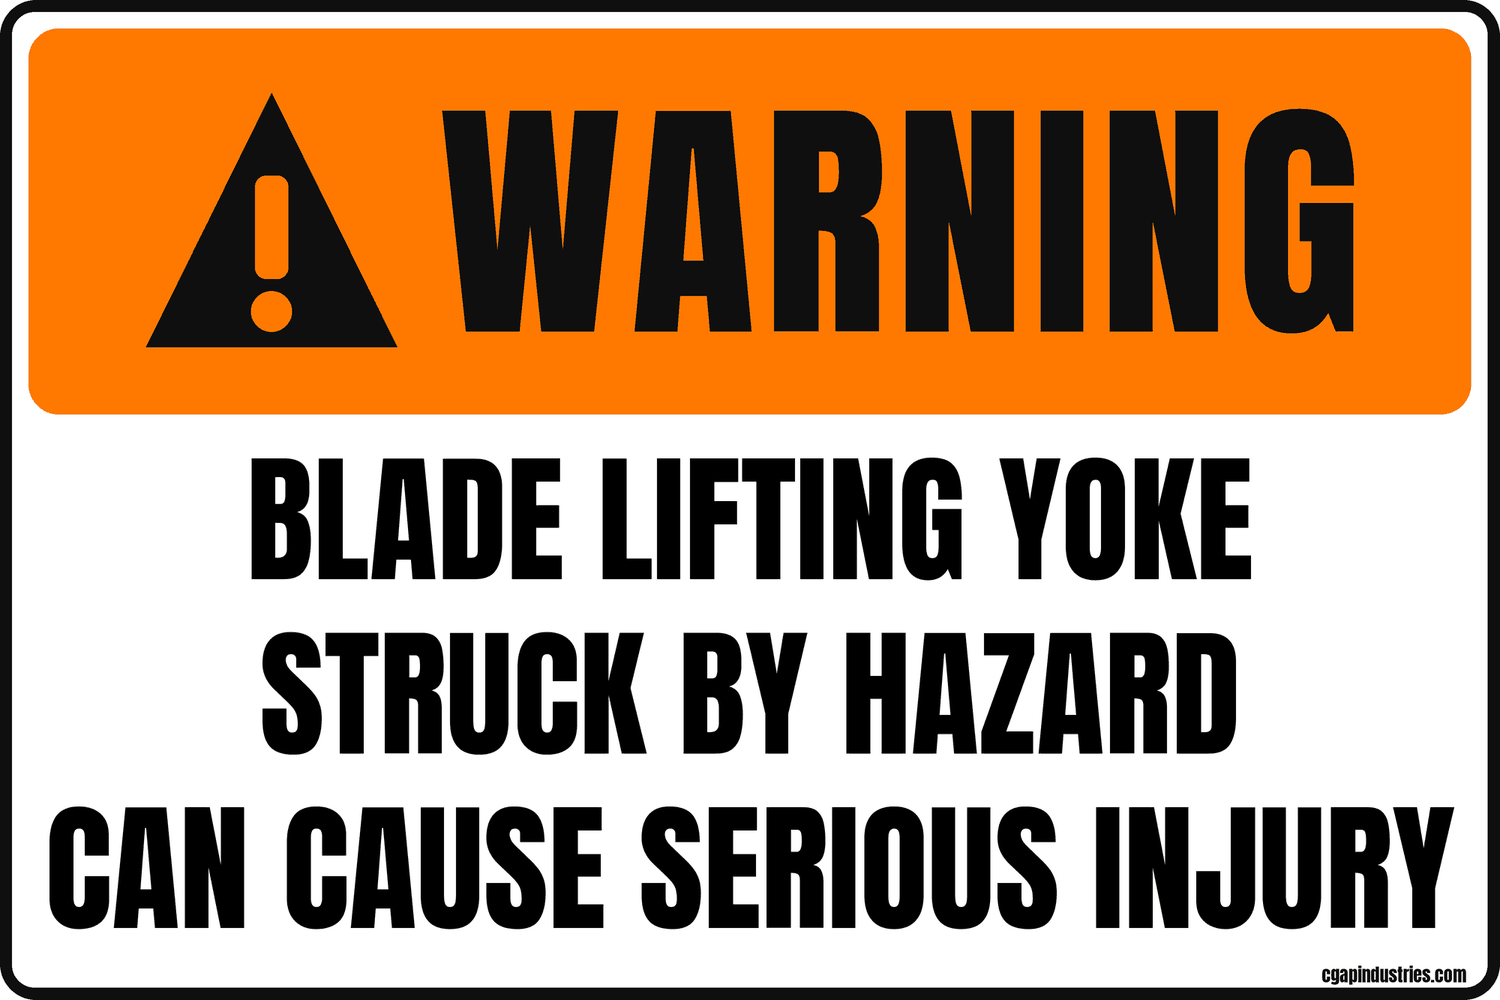 WARNING
BLADE LIFTING YOKE
STRUCK BY HAZARD
CAN CAUSE SERIOUS INJURY
cgapindustries.com